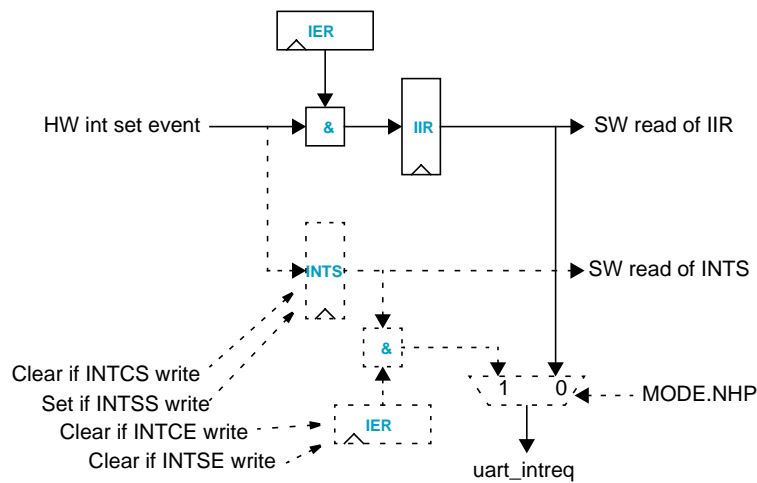 IER
HW int set event
&
IIR
SW read of IIR
INTS
SW read of INTS
&
Clear if INTCS write
1 0
MODE.NHP
Set if INTSS write
Clear if INTCE write
IER
Clear if INTSE write
uart_intreq